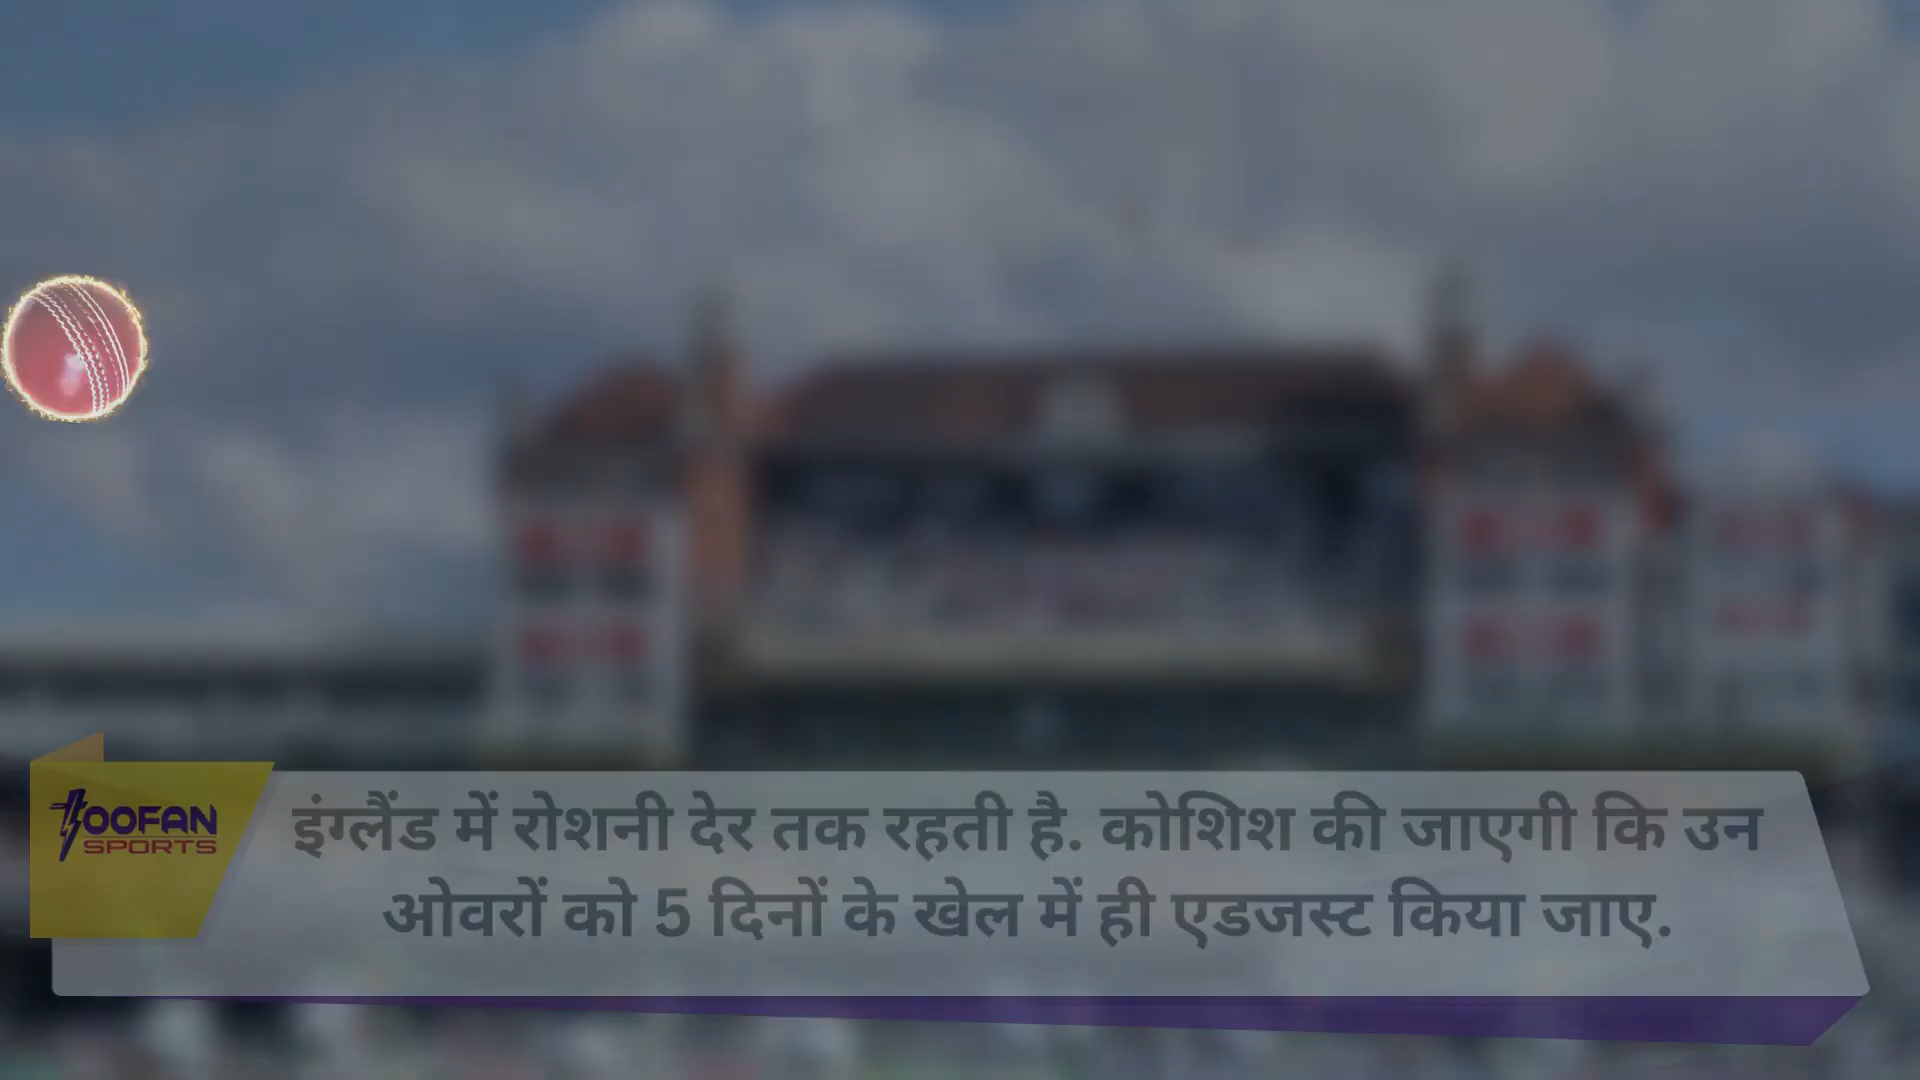 TOOFAN
SPORTS
इंग्लैंड में रोशनी देर तक रहती है. कोशिश की जाएगी कि उन
ओवरों को 5 दिनों के खेल में ही एडजस्ट किया जाए.